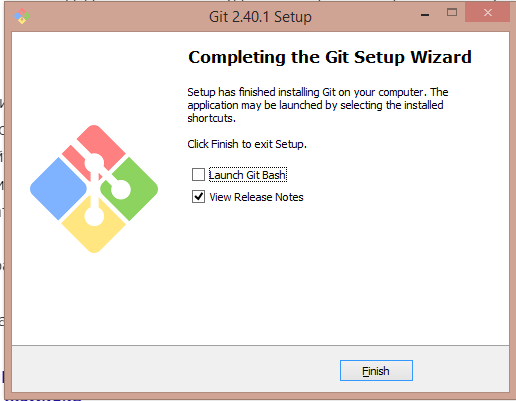 Git 2.40.1 Setup
Completing the Git Setup Wizard
Setup has finished installing Git on your computer. The
application may be launched by selecting the installed
shortcuts.
Click Finish to exit Setup.
Launch Git Bash
View Release Notes
Finish